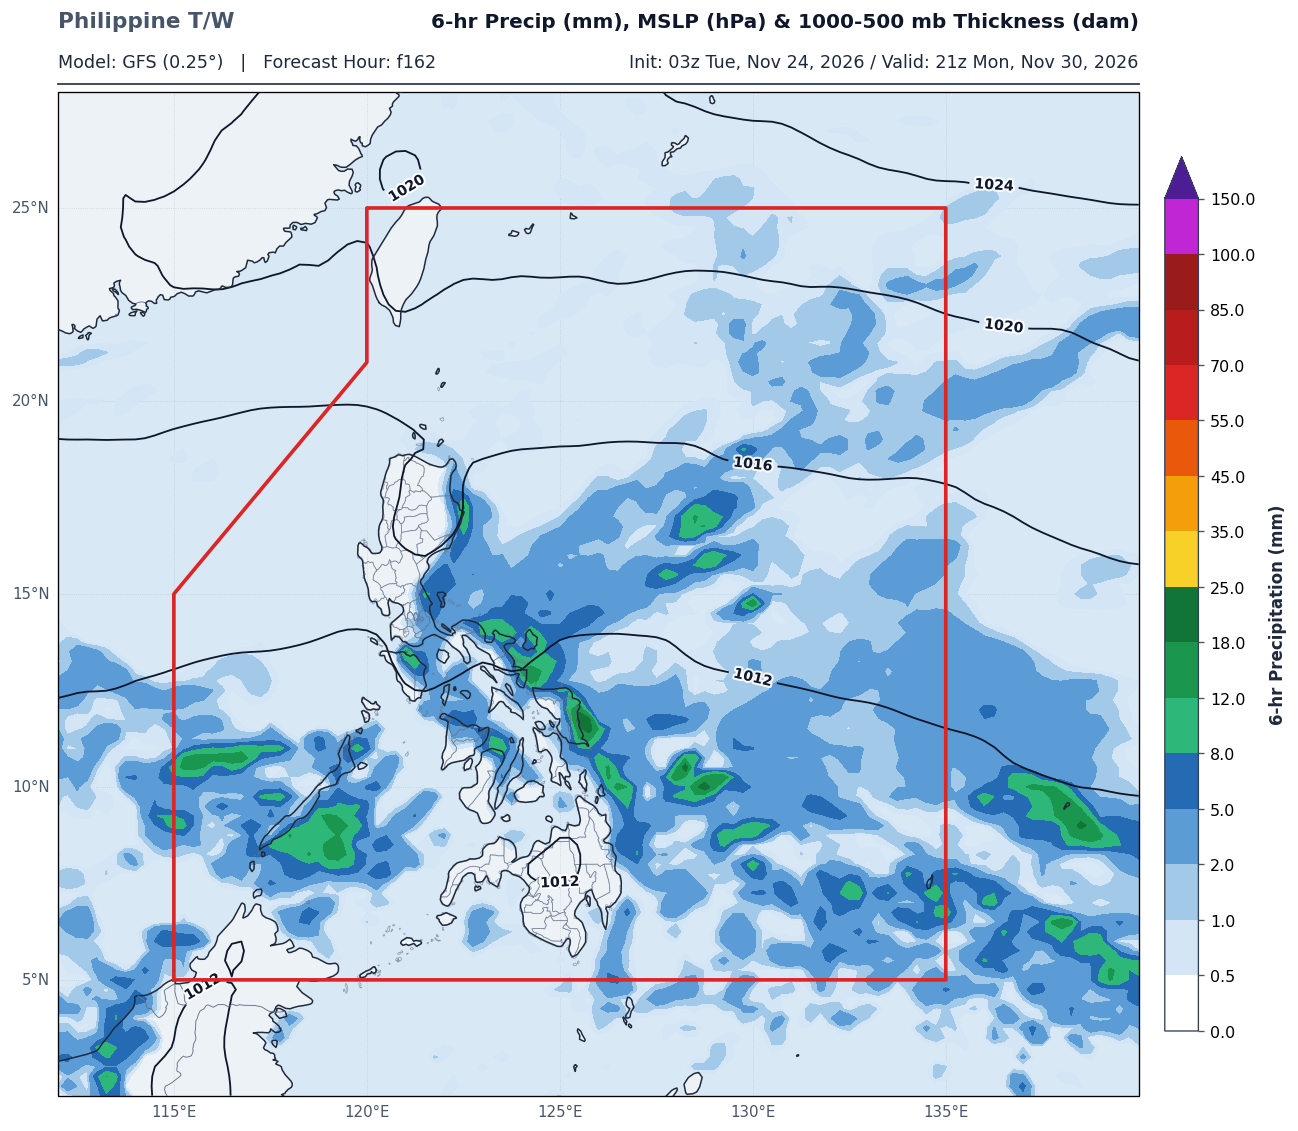 Philippine T/W
6-hr Precip (mm), MSLP (hPa) & 1000-500 mb Thickness (dam)
Model: GFS (0.25°) | Forecast Hour: f162
Init: 03z Tue, Nov 24, 2026 / Valid: 21z Mon, Nov 30, 2026
25°N
20°N
15°N
10°N
5°N
115°E
120°E
125°E
130°E
135°E
1020
1024
1020
1016
1012
1012
1012
150.0
100.0
85.0
70.0
55.0
45.0
35.0
25.0
18.0
12.0
8.0
5.0
2.0
1.0
0.5
0.0
6-hr Precipitation (mm)